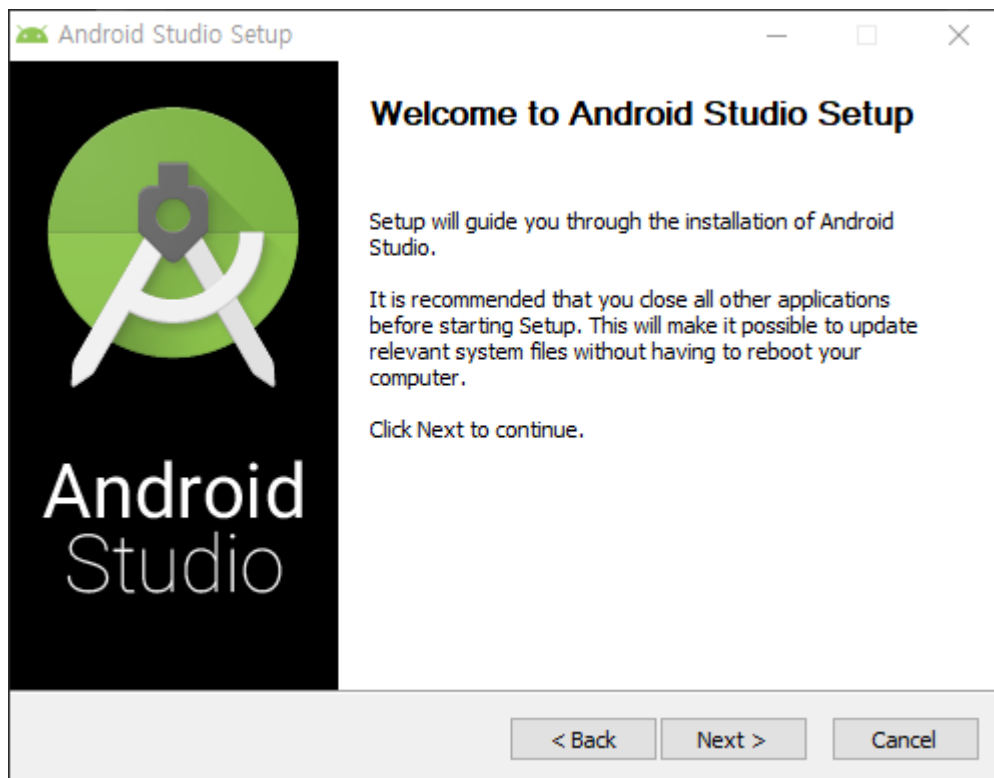 Android Studio Setup
Welcome to Android Studio Setup
Setup will guide you through the installation of Android
Studio.
It is recommended that you close all other applications
before starting Setup. This will make it possible to update
relevant system files without having to reboot your
computer.
Click Next to continue.
Android
Studio
< Back
Next >
Cancel